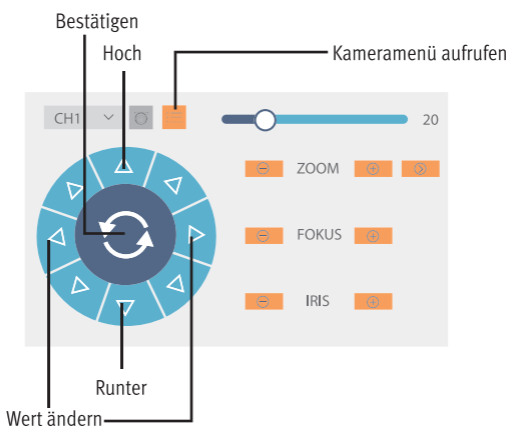 Bestätigen
Hoch
Kameramenü aufrufen
CH1
20
ZOOM
FOKUS
IRIS
Runter
Wert ändern